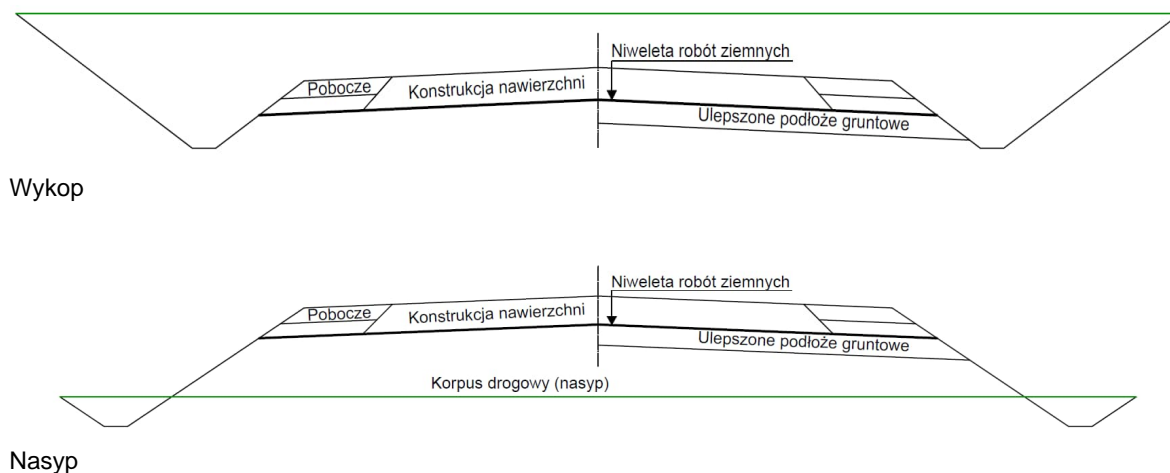 Niweleta robót ziemnych
Pobocze
Konstrukcja nawierzchni
Ulepszone podłoże gruntowe
Wykop
Niweleta robót ziemnych
Pobocze
Konstrukcja nawierzchni
Ulepszone podłoże gruntowe
Korpus drogowy (nasyp)
Nasyp